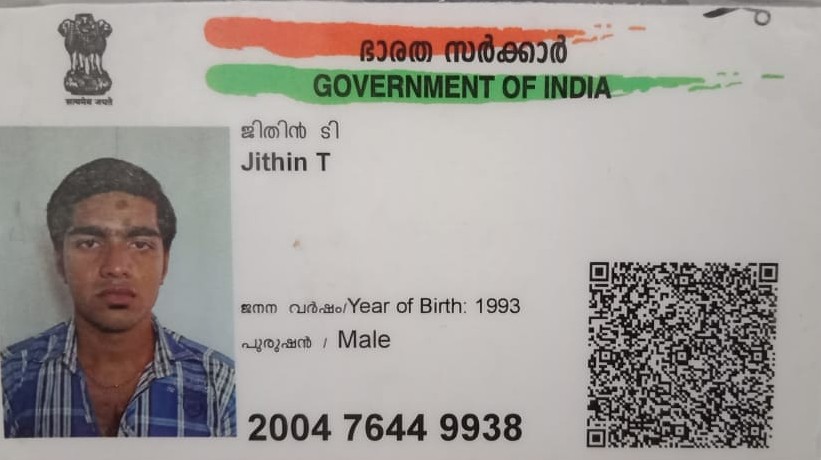 ഭാരത സർക്കാർ
GOVERNMENT OF INDIA
सत्यमेव जयते
ജിതിൻ ടി
Jithin T
ജനന വർഷം/Year of Birth: 1993
പുരുഷൻ / Male
2004 7644 9938